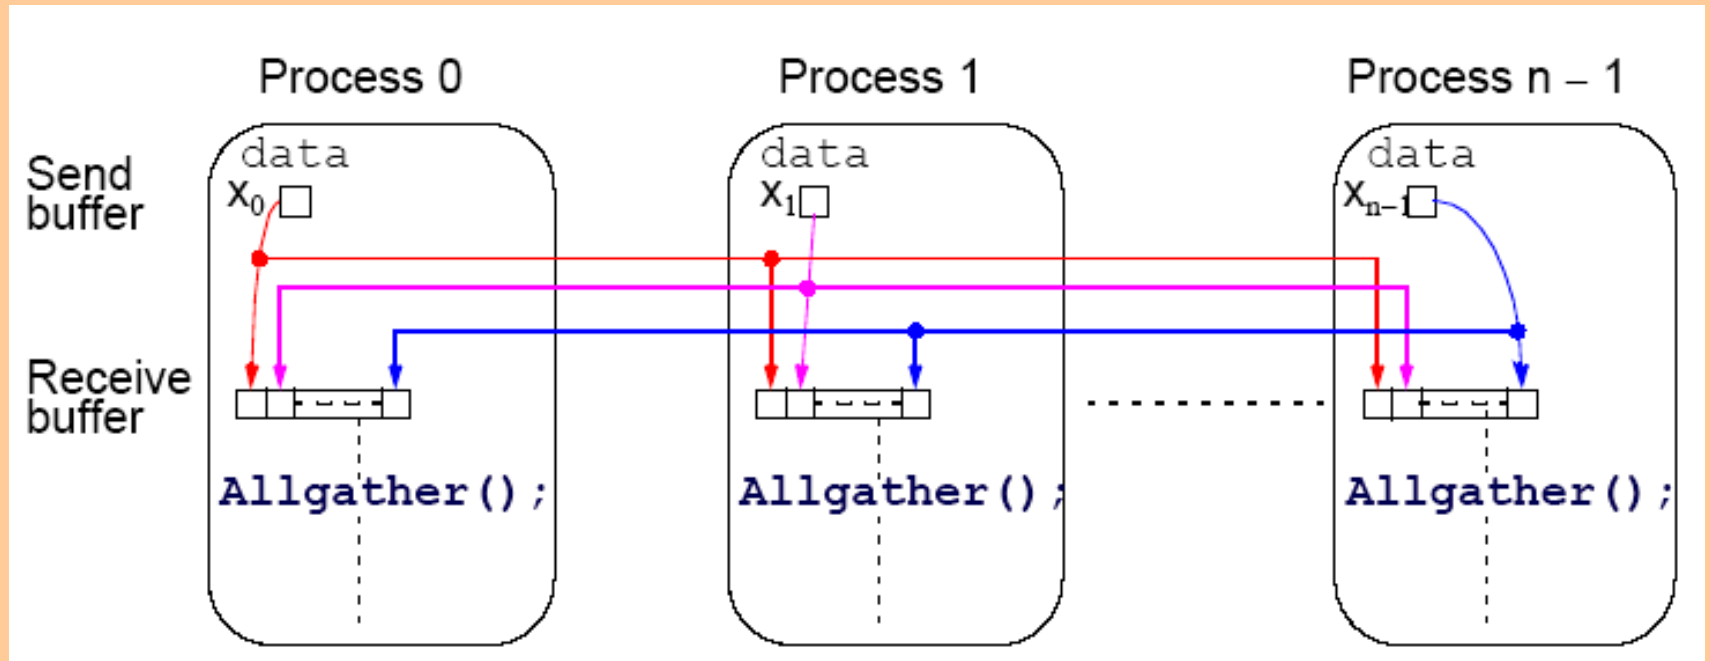 Process 0
Process 1
Process n – 1
Send
buffer
data
x0
data
x1
data
xn−1
Receive
buffer
Allgather();
Allgather();
Allgather();